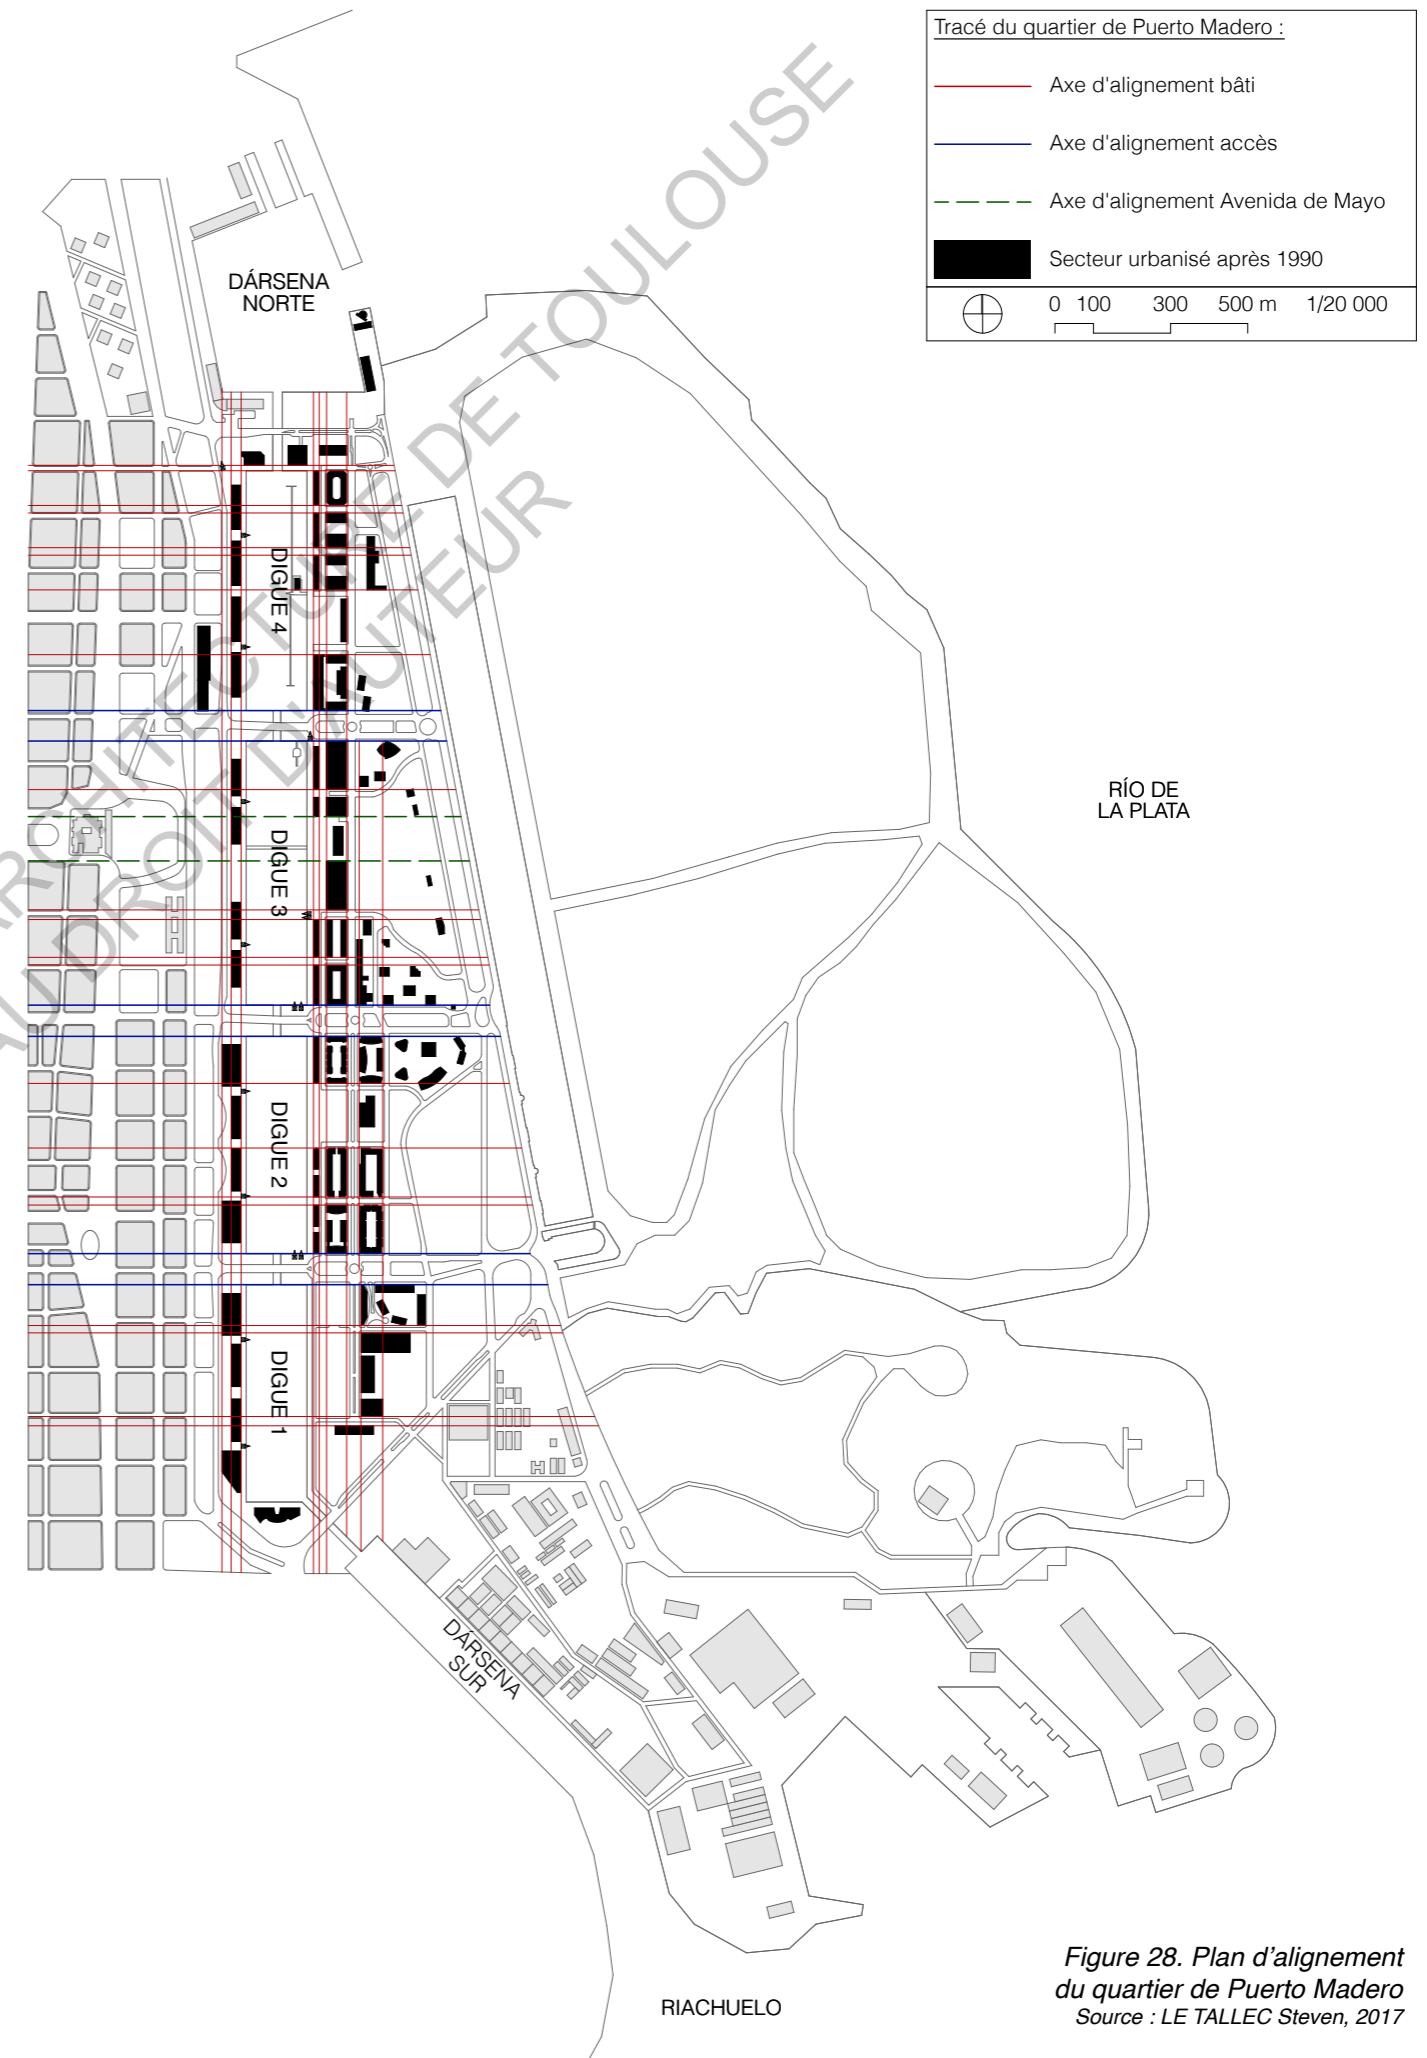 Tracé du quartier de Puerto Madero :
Axe d'alignement bâti
Axe d'alignement accès
Axe d'alignement Avenida de Mayo
Secteur urbanisé après 1990
0 100 300 500 m 1/20 000
DÁRSENA
NORTE
DIGUE 4
DIGUE 3
DIGUE 2
DIGUE 1
RÍO DE
LA PLATA
DÁRSENA
SUR
RIACHUELO
ARCHITECTURE DE TOULOUSE
AU DROIT D'AUTEUR
Figure 28. Plan d’alignement
du quartier de Puerto Madero
Source : LE TALLEC Steven, 2017